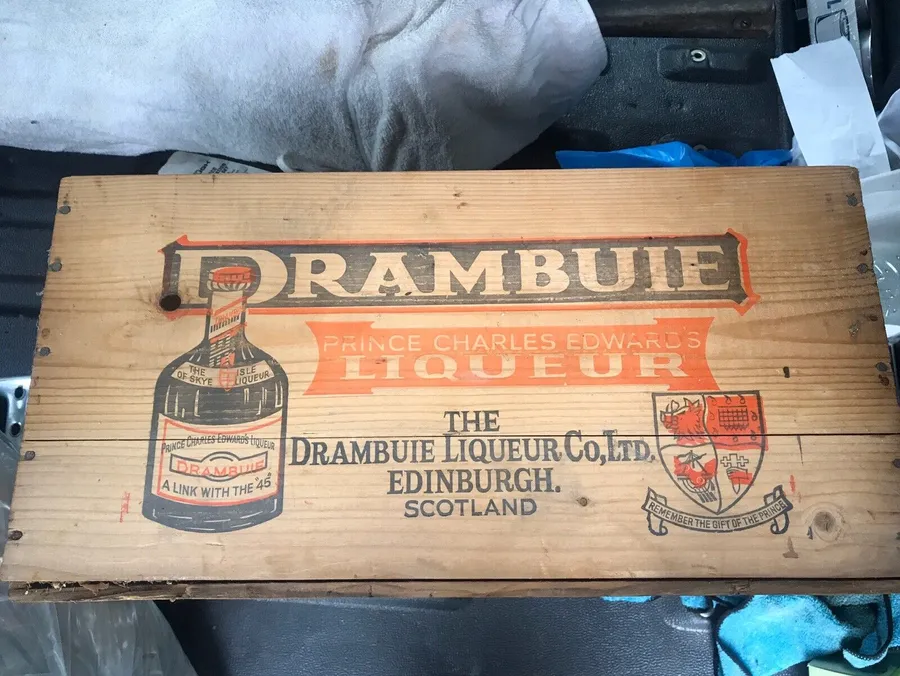 DRAMBUIE
PRINCE CHARLES EDWARD'S
LIQUEUR
THE ISLE
OF SKYE LIQUEUR
PRINCE CHARLES EDWARD'S LIQUEUR
DRAMBUIE
A LINK WITH THE '45
THE
DRAMBUIE LIQUEUR Co, LTD.
EDINBURGH.
SCOTLAND
REMEMBER THE GIFT OF THE PRINCE